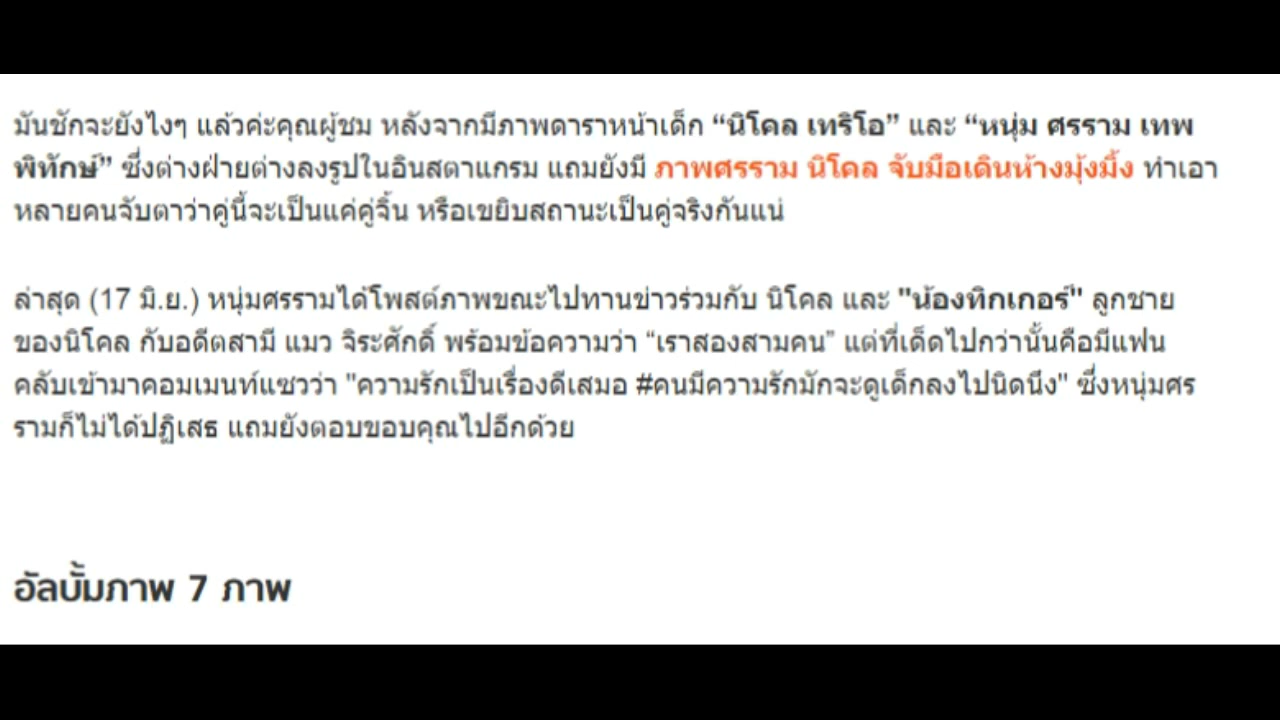 มันชักจะยังไงๆ แล้วค่ะคุณผู้ชม หลังจากมีภาพดาราหน้าเด็ก “นิโคล เทริโอ” และ “หนุ่ม ศรราม เทพ
พิทักษ์” ซึ่งต่างฝ่ายต่างลงรูปในอินสตาแกรม แถมยังมี ภาพศรราม นิโคล จับมือเดินห้างมุ้งมิ้ง ทำเอา
หลายคนจับตาว่าคู่นี้จะเป็นแค่คู่จิ้น หรือเขยิบสถานะเป็นคู่จริงกันแน่
ล่าสุด (17 มิ.ย.) หนุ่มศรรามได้โพสต์ภาพขณะไปทานข่าวร่วมกับ นิโคล และ "น้องทิกเกอร์" ลูกชาย
ของนิโคล กับอดีตสามี แมว จิระศักดิ์ พร้อมข้อความว่า “เราสองสามคน” แต่ที่เด็ดไปกว่านั้นคือมีแฟน
คลับเข้ามาคอมเมนท์แซวว่า "ความรักเป็นเรื่องดีเสมอ #คนมีความรักมักจะดูเด็กลงไปนิดนึง" ซึ่งหนุ่มศร
รามก็ไม่ได้ปฏิเสธ แถมยังตอบขอบคุณไปอีกด้วย
อัลบั้มภาพ 7 ภาพ